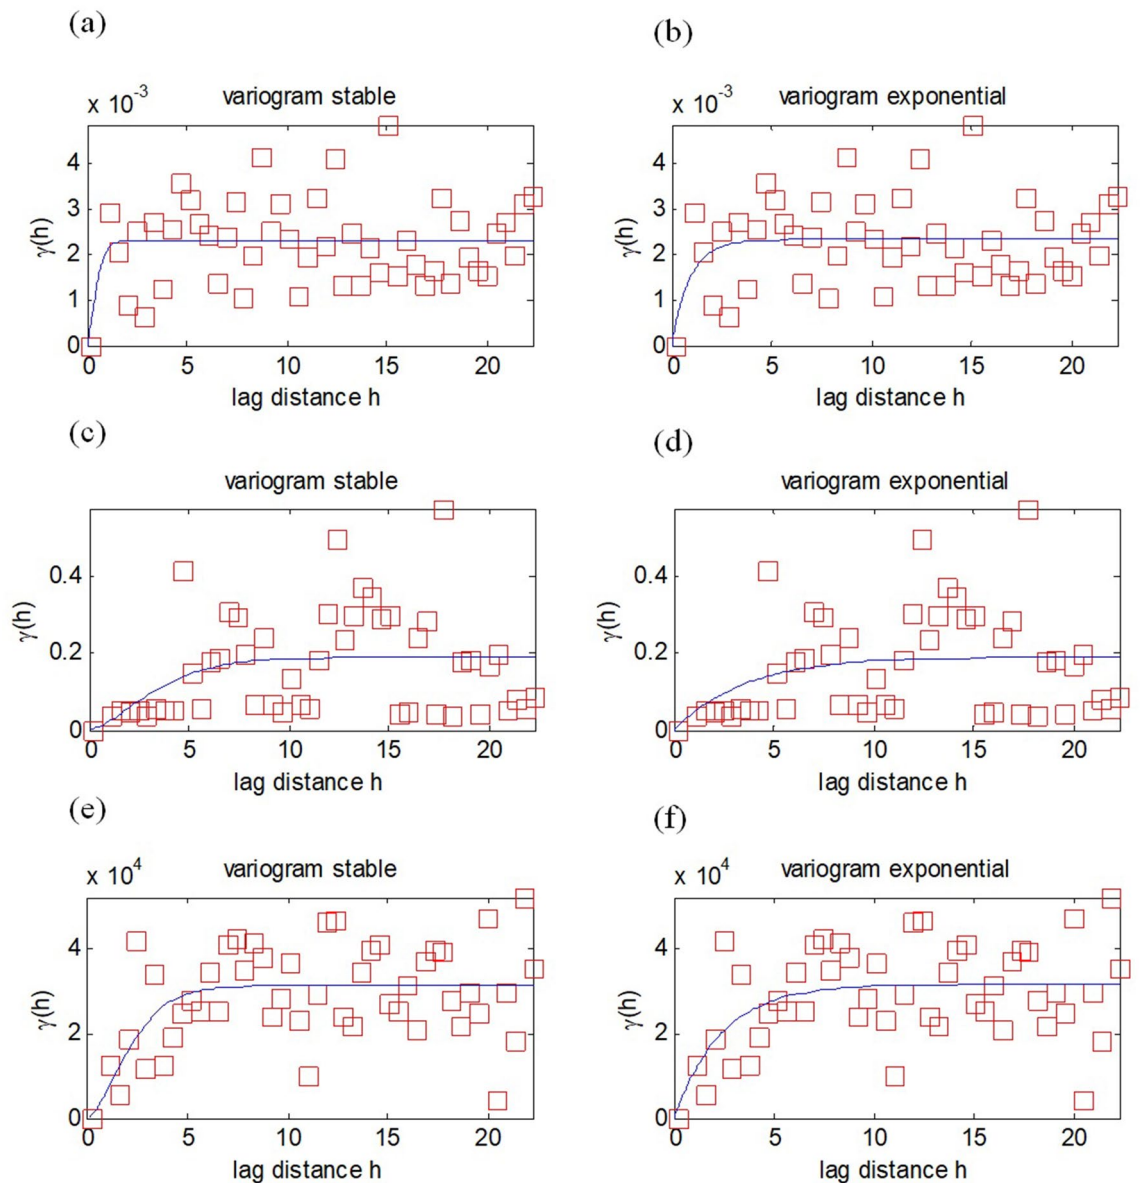 (a)
(b)
x 10-3
variogram stable
x 10-3
variogram exponential
4
3
2
1
0
γ(h)
0 5 10 15 20
lag distance h
4
3
2
1
0
γ(h)
0 5 10 15 20
lag distance h
(c)
(d)
variogram stable
variogram exponential
0.4
0.2
0
γ(h)
0 5 10 15 20
lag distance h
0.4
0.2
0
γ(h)
0 5 10 15 20
lag distance h
(e)
(f)
x 104
variogram stable
x 104
variogram exponential
4
2
0
γ(h)
0 5 10 15 20
lag distance h
4
2
0
γ(h)
0 5 10 15 20
lag distance h